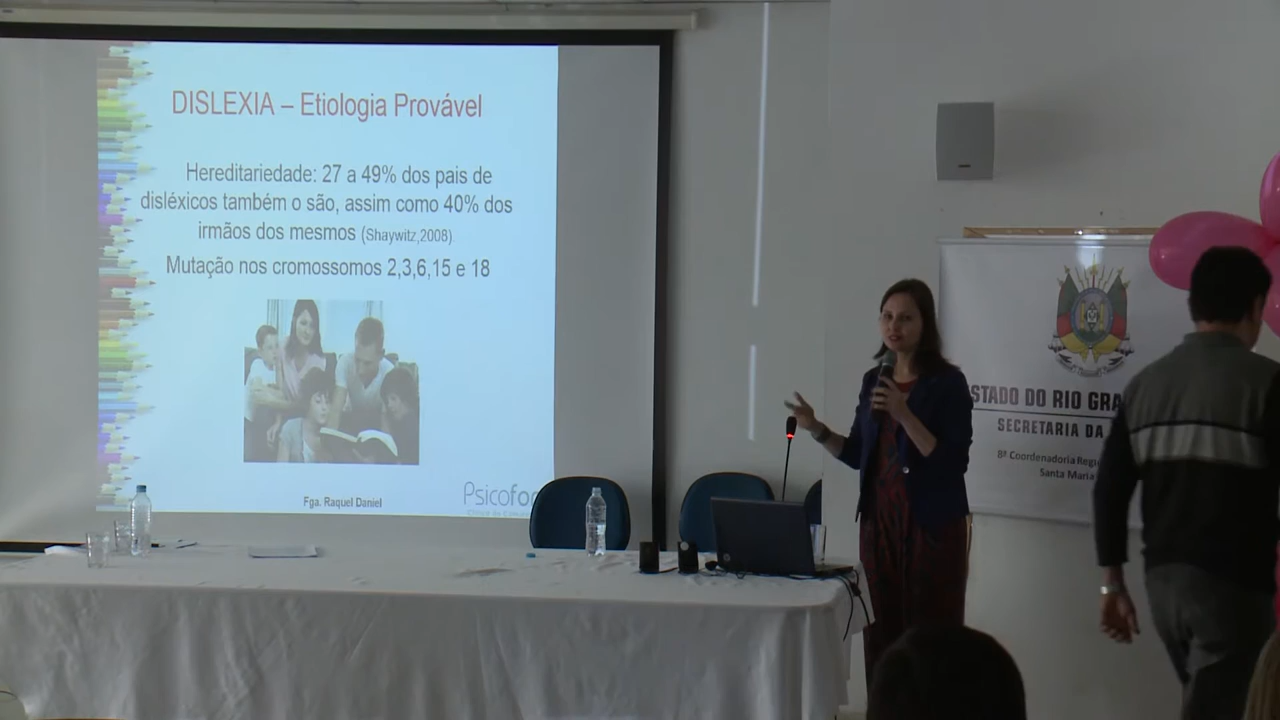 DISLEXIA – Etiologia Provável
Hereditariedade: 27 a 49% dos pais de
disléxicos também o são, assim como 40% dos
irmãos dos mesmos (Shaywitz,2008).
Mutação nos cromossomos 2,3,6,15 e 18
Fga. Raquel Daniel
Psicofo
STADO DO RIO GRA
SECRETARIA DA
8ª Coordenadoria Regi
Santa Maria